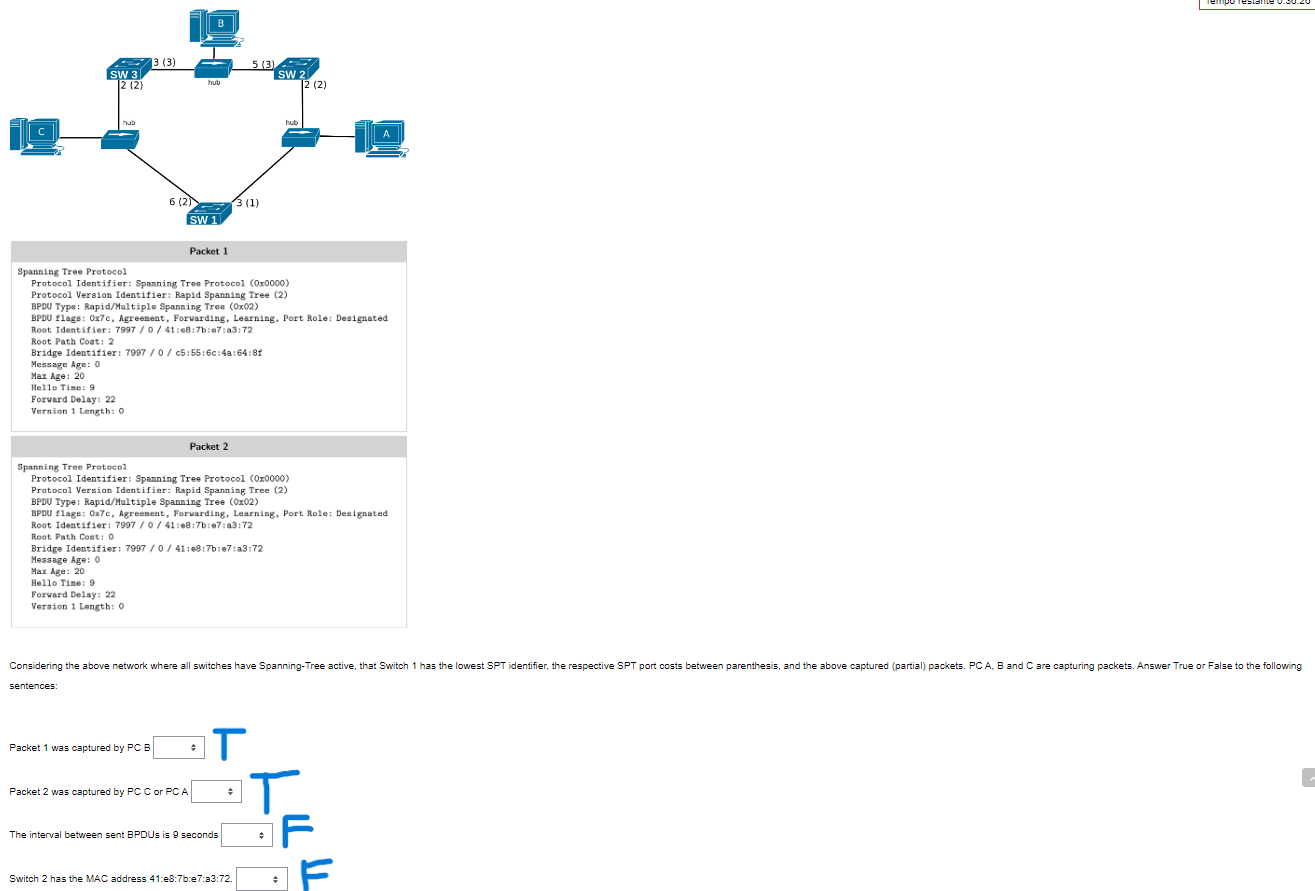 Tempo restante 0:36:26
B
SW 3
3 (3)
hub
5 (3)
SW 2
2 (2)
2 (2)
hub
hub
C
A
6 (2)
3 (1)
SW 1
Packet 1
Spanning Tree Protocol
Protocol Identifier: Spanning Tree Protocol (0x0000)
Protocol Version Identifier: Rapid Spanning Tree (2)
BPDU Type: Rapid/Multiple Spanning Tree (0x02)
BPDU flags: 0x7c, Agreement, Forwarding, Learning, Port Role: Designated
Root Identifier: 7997 / 0 / 41:e8:7b:e7:a3:72
Root Path Cost: 2
Bridge Identifier: 7997 / 0 / c5:55:6c:4a:64:8f
Message Age: 0
Max Age: 20
Hello Time: 9
Forward Delay: 22
Version 1 Length: 0
Packet 2
Spanning Tree Protocol
Protocol Identifier: Spanning Tree Protocol (0x0000)
Protocol Version Identifier: Rapid Spanning Tree (2)
BPDU Type: Rapid/Multiple Spanning Tree (0x02)
BPDU flags: 0x7c, Agreement, Forwarding, Learning, Port Role: Designated
Root Identifier: 7997 / 0 / 41:e8:7b:e7:a3:72
Root Path Cost: 0
Bridge Identifier: 7997 / 0 / 41:e8:7b:e7:a3:72
Message Age: 0
Max Age: 20
Hello Time: 9
Forward Delay: 22
Version 1 Length: 0
Considering the above network where all switches have Spanning-Tree active, that Switch 1 has the lowest SPT identifier, the respective SPT port costs between parenthesis, and the above captured (partial) packets. PC A, B and C are capturing packets. Answer True or False to the following
sentences:
Packet 1 was captured by PC B T
Packet 2 was captured by PC C or PC A T
The interval between sent BPDUs is 9 seconds F
Switch 2 has the MAC address 41:e8:7b:e7:a3:72. F